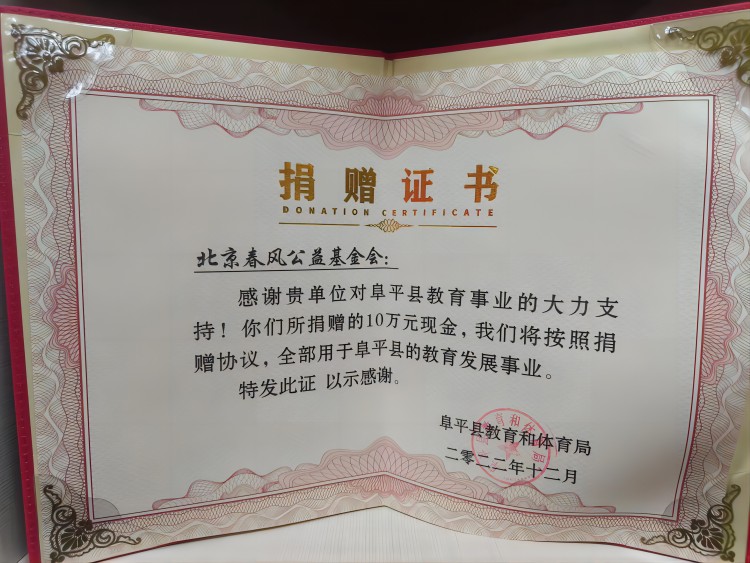 捐赠证书
DONATION CERTIFICATE
北京春风公益基金会：
感谢贵单位对阜平县教育事业的大力支
持！你们所捐赠的10万元现金，我们将按照捐
赠协议，全部用于阜平县的教育发展事业。
特发此证 以示感谢。
阜平县教育和体育局
二零二二年十二月